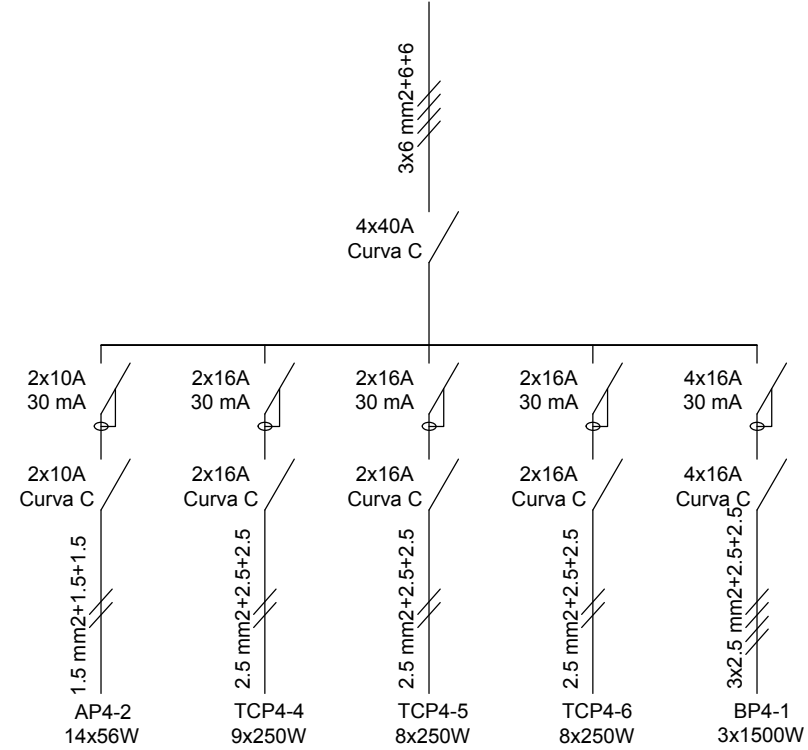 3x6 mm2+6+6
4x40A
Curva C
2x10A
30 mA
2x16A
30 mA
2x16A
30 mA
2x16A
30 mA
4x16A
30 mA
2x10A
Curva C
2x16A
Curva C
2x16A
Curva C
2x16A
Curva C
4x16A
Curva C
1.5 mm2+1.5+1.5
2.5 mm2+2.5+2.5
2.5 mm2+2.5+2.5
2.5 mm2+2.5+2.5
3x2.5 mm2+2.5+2.5
AP4-2
14x56W
TCP4-4
9x250W
TCP4-5
8x250W
TCP4-6
8x250W
BP4-1
3x1500W